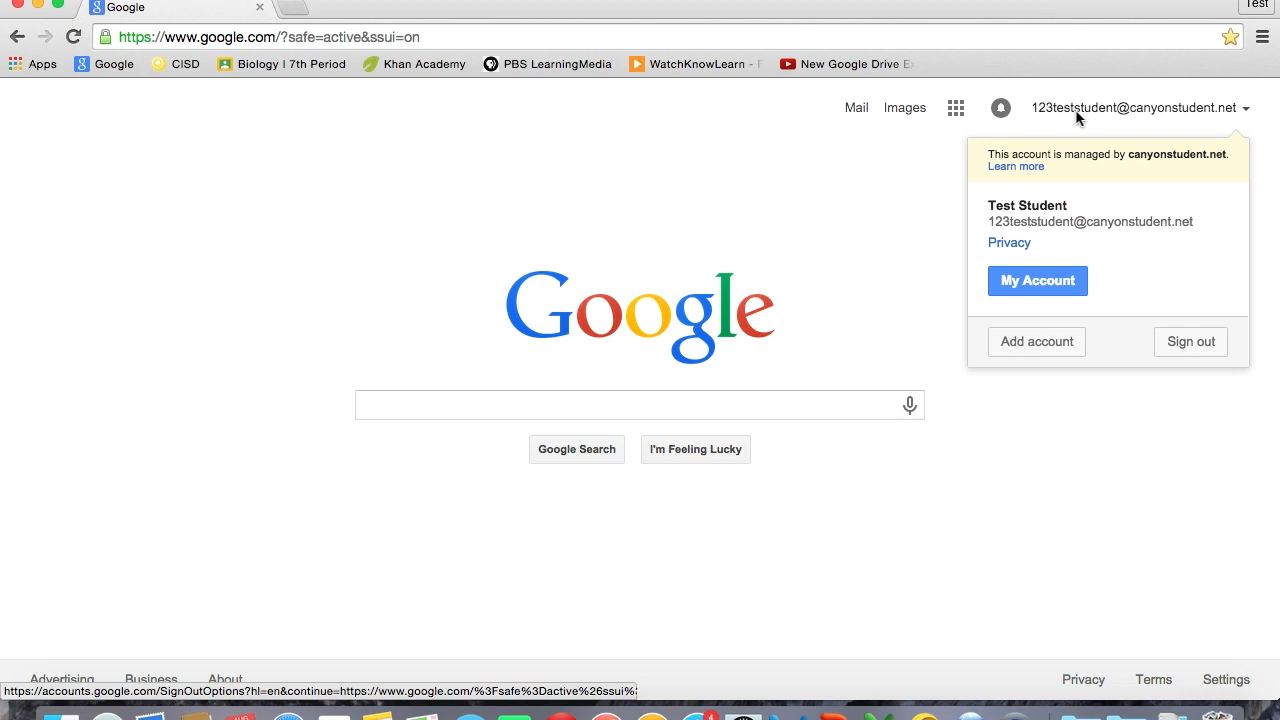 Google
Test
https://www.google.com/?safe=active&ssui=on
Apps Google CISD Biology I 7th Period Khan Academy PBS LearningMedia WatchKnowLearn - F New Google Drive Ex
Mail Images 123teststudent@canyonstudent.net
This account is managed by canyonstudent.net.
Learn more
Test Student
123teststudent@canyonstudent.net
Privacy
My Account
Add account Sign out
Google
Google Search I'm Feeling Lucky
Advertising Business About Privacy Terms Settings
https://accounts.google.com/SignOutOptions?hl=en&continue=https://www.google.com/%3Fsafe%3Dactive%26ssui%
AUG
4